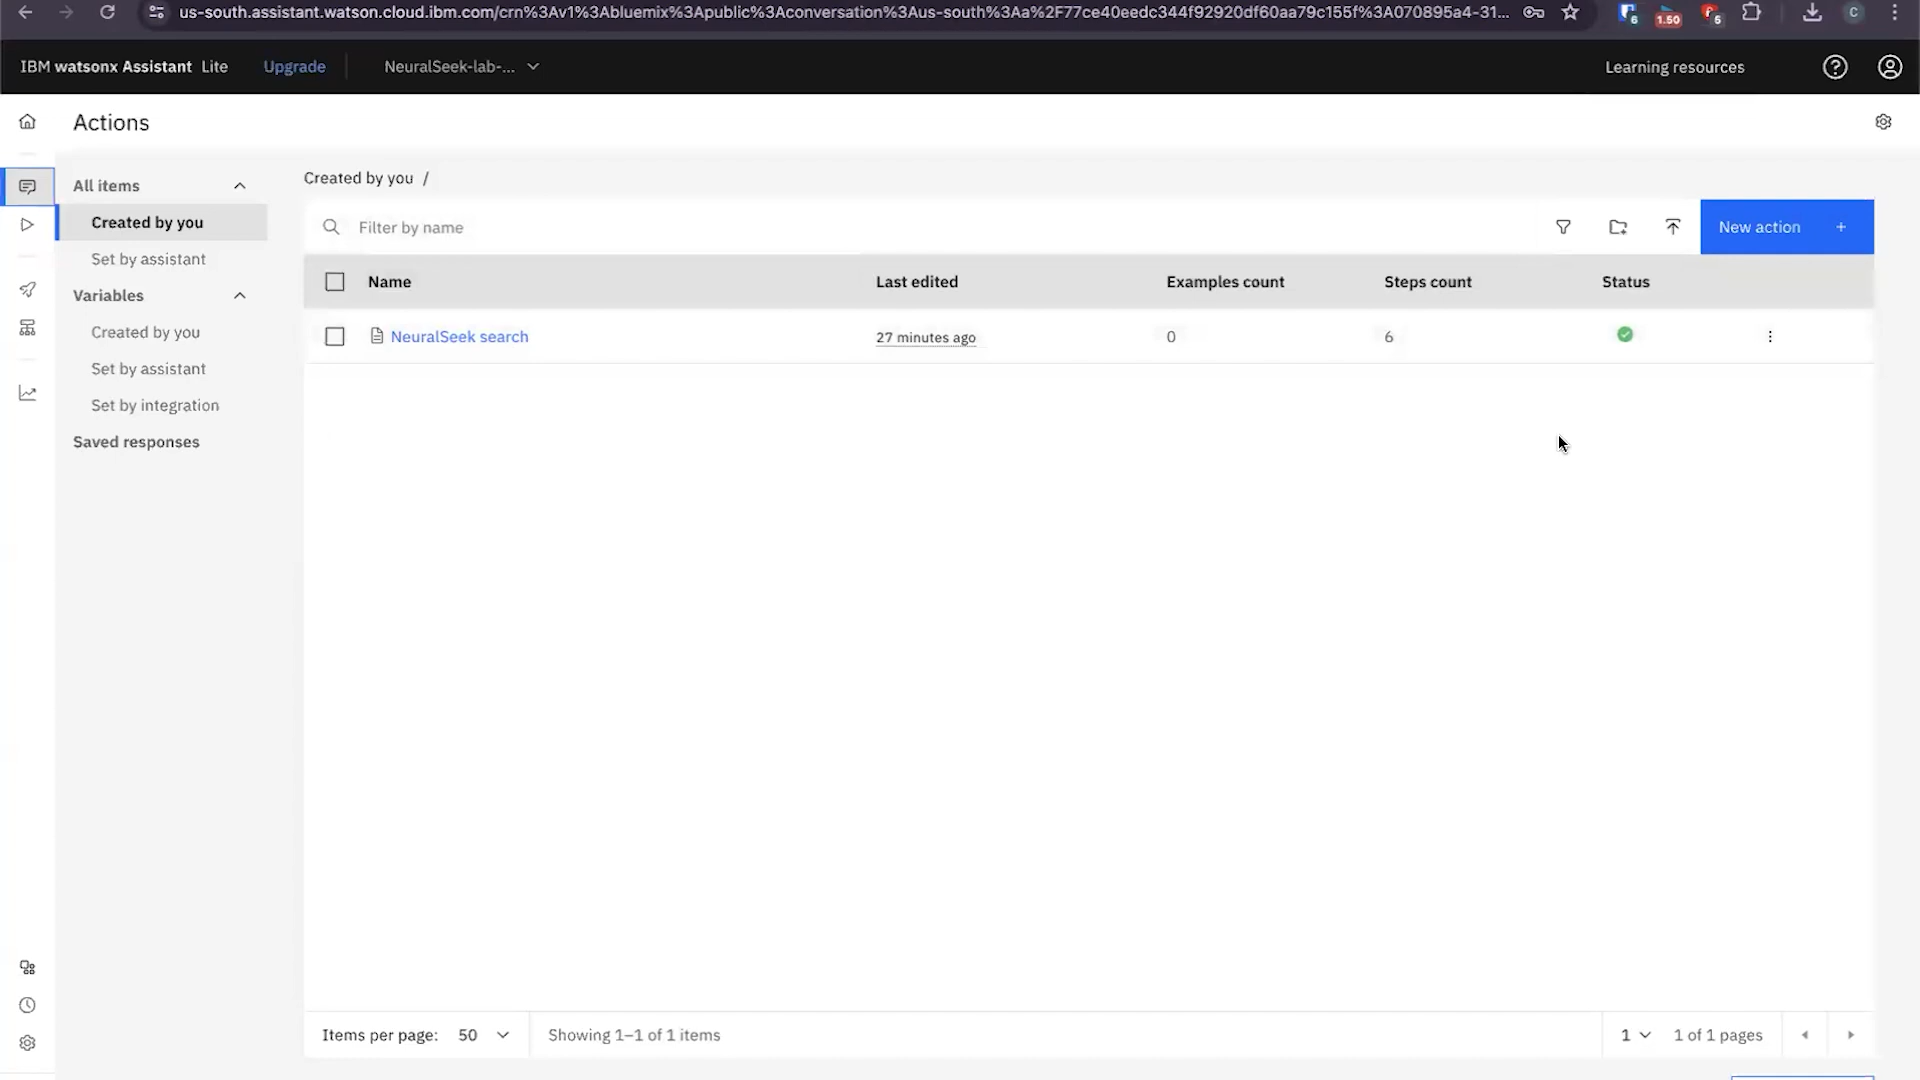 us-south.assistant.watson.cloud.ibm.com/crn%3Av1%3Abluemix%3Apublic%3Aconversation%3Aus-south%3Aa%2F77ce40eedc344f92920df60aa79c155f%3A070895a4-31...
6
1.50
6
C
IBM watsonx Assistant Lite
Upgrade
NeuralSeek-lab-...
Learning resources
Actions
All items
Created by you
Set by assistant
Variables
Created by you
Set by assistant
Set by integration
Saved responses
Created by you /
Filter by name
New action +
Name Last edited Examples count Steps count Status
NeuralSeek search 27 minutes ago 0 6
Items per page: 50 Showing 1–1 of 1 items 1 1 of 1 pages